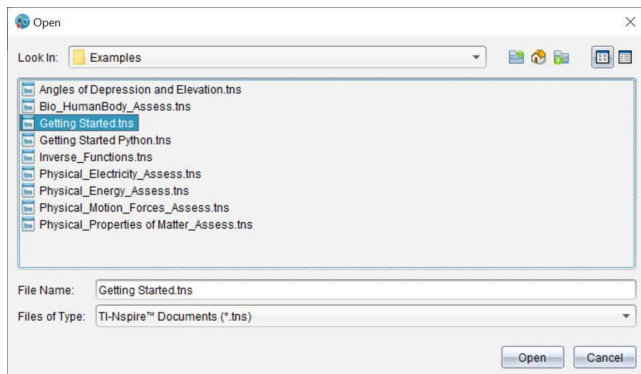 Open
Look In: Examples
Angles of Depression and Elevation.tns
Bio_HumanBody_Assess.tns
Getting Started.tns
Getting Started Python.tns
Inverse_Functions.tns
Physical_Electricity_Assess.tns
Physical_Energy_Assess.tns
Physical_Motion_Forces_Assess.tns
Physical_Properties of Matter_Assess.tns
File Name: Getting Started.tns
Files of Type: TI-Nspire™ Documents (*.tns)
Open Cancel